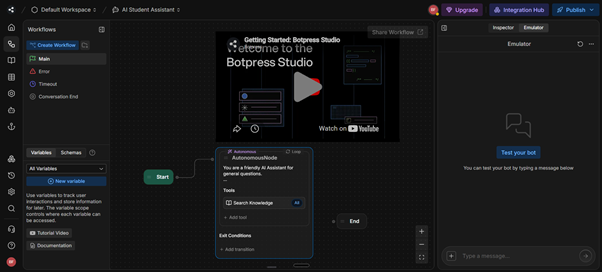 Default Workspace
AI Student Assistant
Upgrade
Integration Hub
Publish
Workflows
Create Workflow
Main
Error
Timeout
Conversation End
Share Workflow
Getting Started: Botpress Studio
Welcome to the
Botpress Studio
Watch on YouTube
Autonomous
Loop
AutonomousNode
You are a friendly AI Assistant for
general questions.
...
Tools
Search Knowledge
All
+ Add tool
Exit Conditions
+ Add transition
Start
End
Variables
Schemas
All Variables
+ New variable
Use variables to track user
interactions and store information
for later. The variable scope
controls where each variable can
be accessed.
Tutorial Video
Documentation
Inspector
Emulator
Emulator
Test your bot
You can test your bot by typing a message below
Type a message...